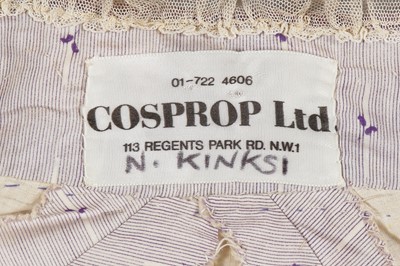 01-722 4606
COSPROP Ltd.
113 REGENTS PARK RD. N.W.1
N. KINKSI